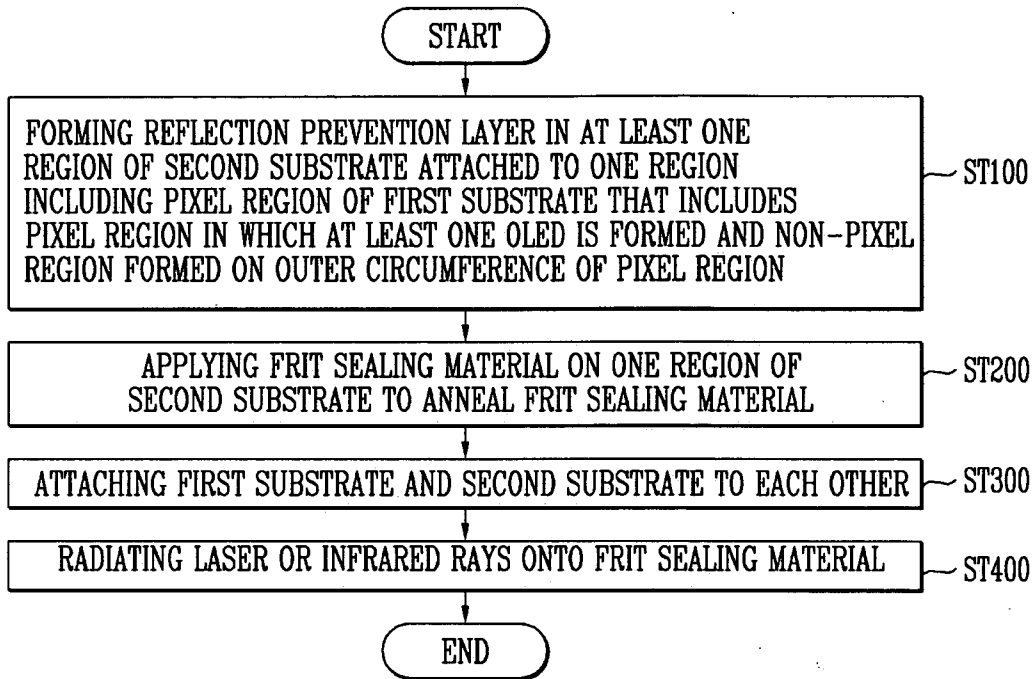 START
FORMING REFLECTION PREVENTION LAYER IN AT LEAST ONE
REGION OF SECOND SUBSTRATE ATTACHED TO ONE REGION
INCLUDING PIXEL REGION OF FIRST SUBSTRATE THAT INCLUDES
PIXEL REGION IN WHICH AT LEAST ONE OLED IS FORMED AND NON-PIXEL
REGION FORMED ON OUTER CIRCUMFERENCE OF PIXEL REGION
ST100
APPLYING FRIT SEALING MATERIAL ON ONE REGION OF
SECOND SUBSTRATE TO ANNEAL FRIT SEALING MATERIAL
ST200
ATTACHING FIRST SUBSTRATE AND SECOND SUBSTRATE TO EACH OTHER
ST300
RADIATING LASER OR INFRARED RAYS ONTO FRIT SEALING MATERIAL
ST400
END